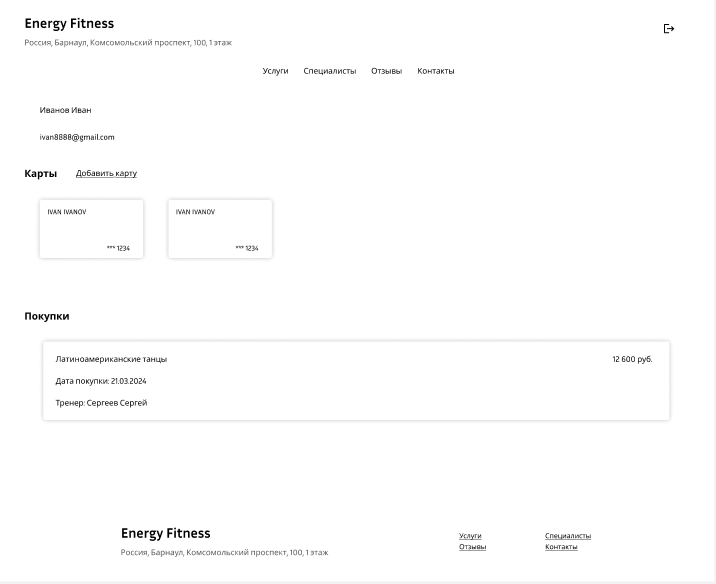 Energy Fitness
Россия, Барнаул, Комсомольский проспект, 100, 1 этаж
Услуги Специалисты Отзывы Контакты
Иванов Иван
ivan8888@gmail.com
Карты Добавить карту
IVAN IVANOV IVAN IVANOV
*** 1234 *** 1234
Покупки
Латиноамериканские танцы 12 600 руб.
Дата покупки: 21.03.2024
Тренер: Сергеев Сергей
Energy Fitness
Россия, Барнаул, Комсомольский проспект, 100, 1 этаж
Услуги Специалисты
Отзывы Контакты